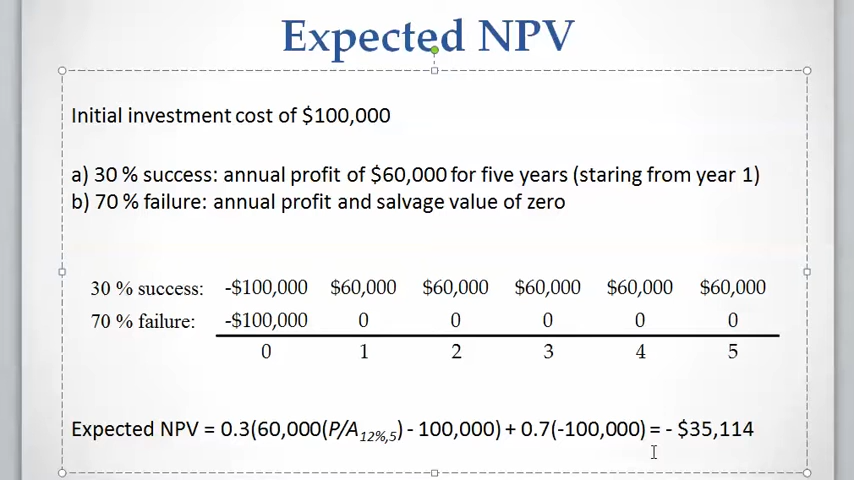 Expected NPV
Initial investment cost of $100,000
a) 30 % success: annual profit of $60,000 for five years (staring from year 1)
b) 70 % failure: annual profit and salvage value of zero
30 % success: -$100,000 $60,000 $60,000 $60,000 $60,000 $60,000
70 % failure: -$100,000 0 0 0 0 0
0 1 2 3 4 5
Expected NPV = 0.3(60,000(P/A12%,5) - 100,000) + 0.7(-100,000) = - $35,114